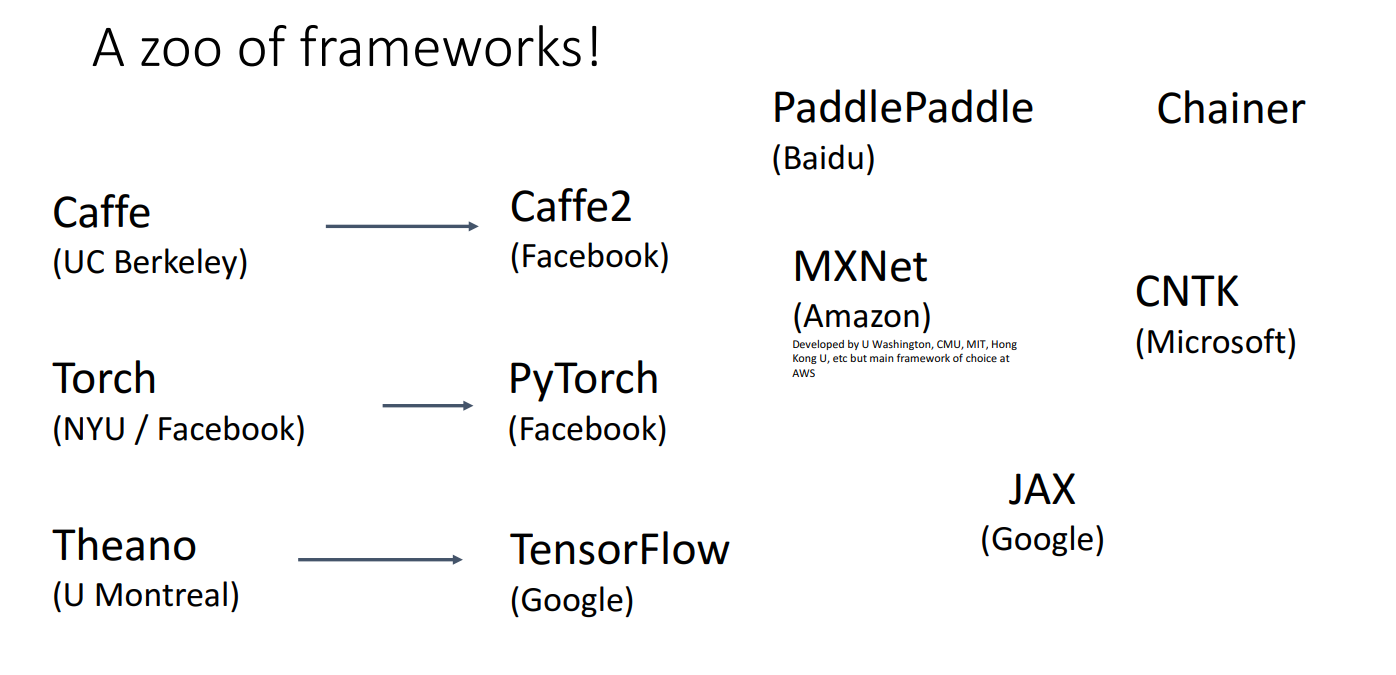 A zoo of frameworks!
PaddlePaddle
(Baidu)
Chainer
Caffe
(UC Berkeley)
Caffe2
(Facebook)
MXNet
(Amazon)
Developed by U Washington, CMU, MIT, Hong
Kong U, etc but main framework of choice at
AWS
CNTK
(Microsoft)
Torch
(NYU / Facebook)
PyTorch
(Facebook)
JAX
(Google)
Theano
(U Montreal)
TensorFlow
(Google)